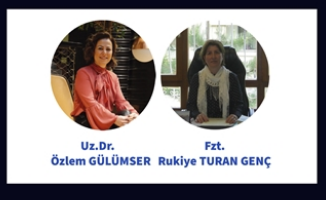 Uz.Dr.
Özlem GÜLÜMSER
Fzt.
Rukiye TURAN GENÇ